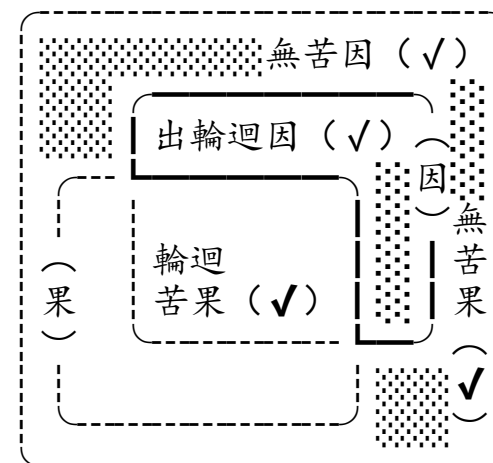 無苦因（√）
出輪迴因（√）
（因）
無苦果（√）
輪迴
苦果（√）
（果）